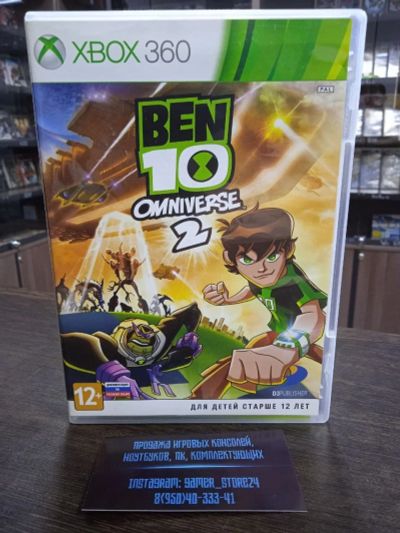 XBOX 360
PAL
BEN
10
OMNIVERSE
2
12+
D3PUBLISHER
ДЛЯ ДЕТЕЙ СТАРШЕ 12 ЛЕТ
ПРОДАЖА ИГРОВЫХ КОНСОЛЕЙ,
НОУТБУКОВ, ПК, КОМПЛЕКТУЮЩИХ
INSTAGRAM: GAMER_STORE24
8(950)40-333-41